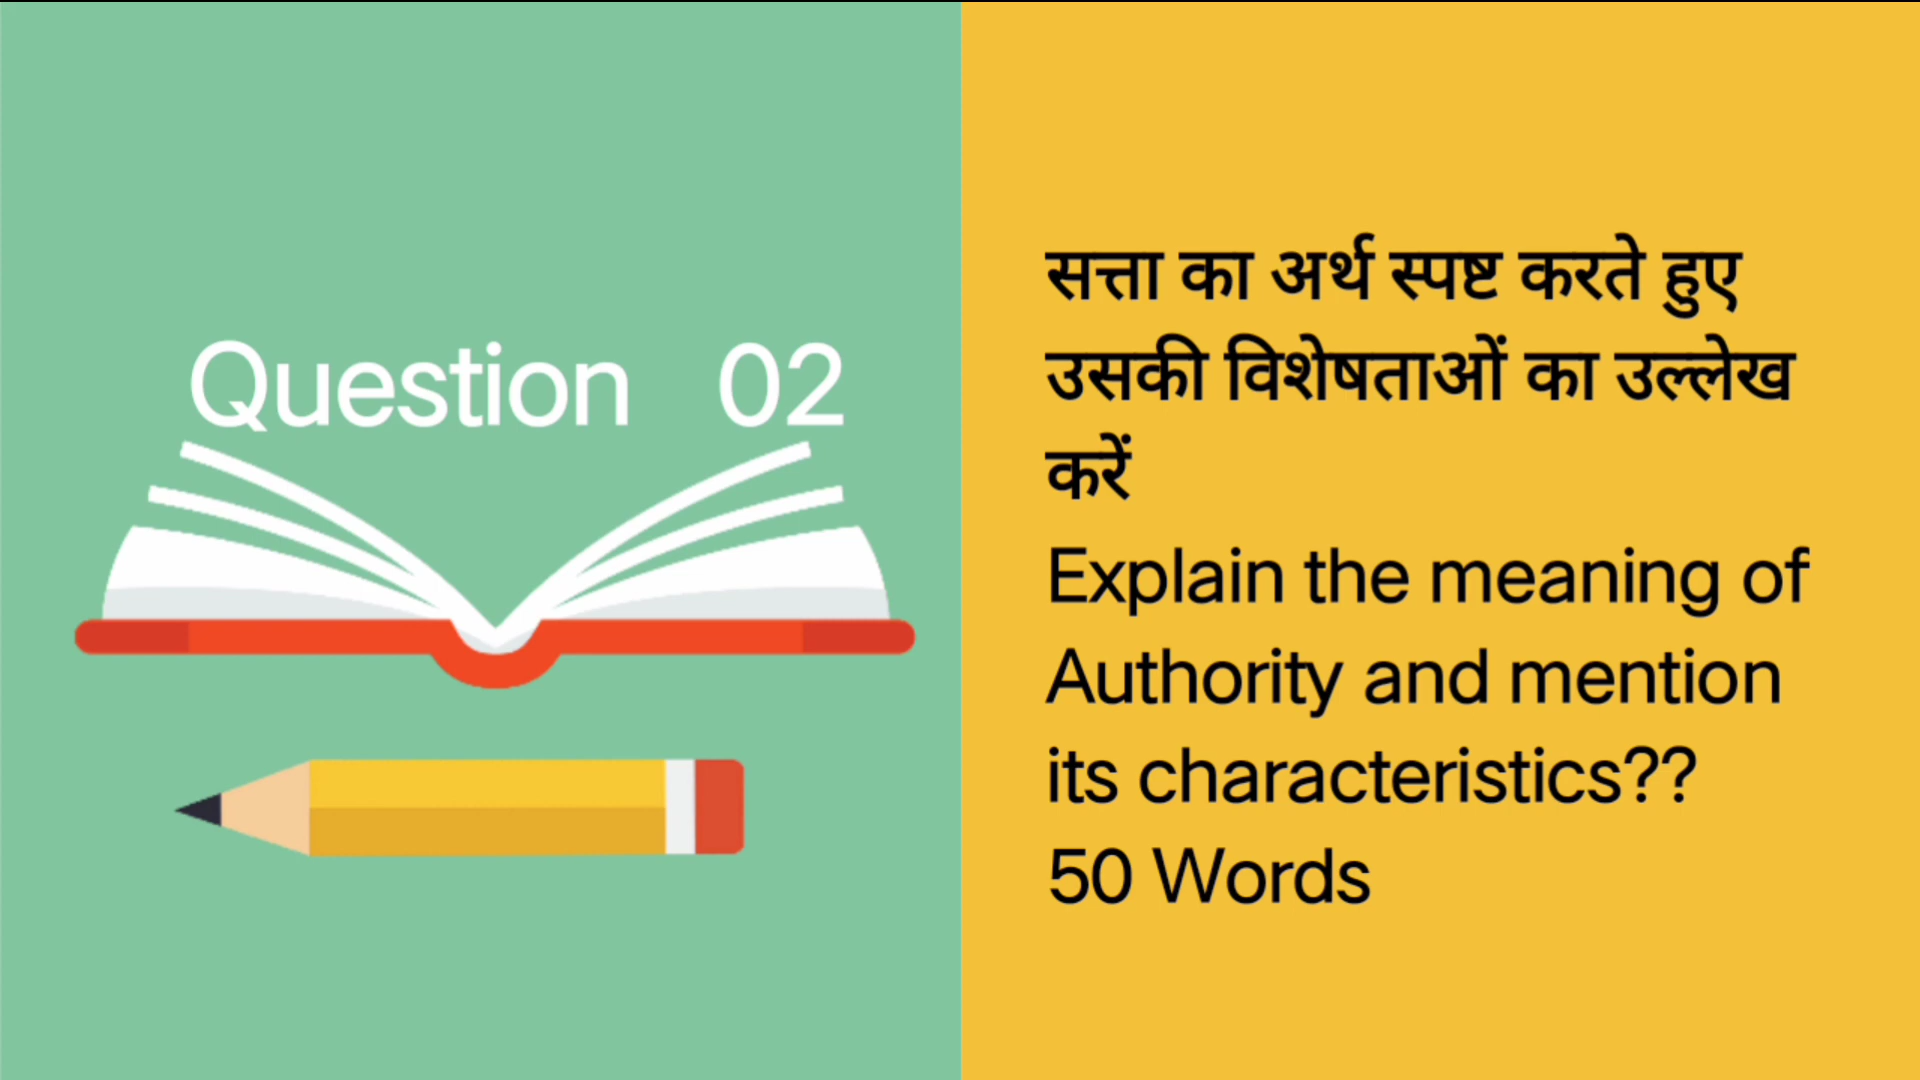 Question 02
सत्ता का अर्थ स्पष्ट करते हुए
उसकी विशेषताओं का उल्लेख
करें
Explain the meaning of
Authority and mention
its characteristics??
50 Words